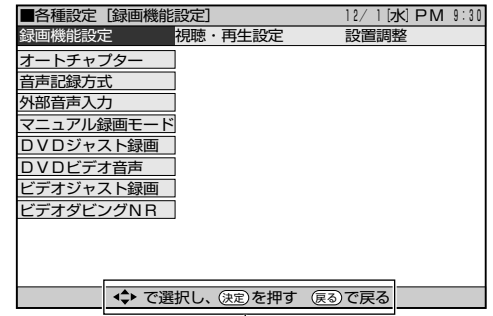 ■各種設定［録画機能設定］ 12/ 1[水] PM 9:30
録画機能設定 視聴・再生設定 設置調整
オートチャプター
音声記録方式
外部音声入力
マニュアル録画モード
ＤＶＤジャスト録画
ＤＶＤビデオ音声
ビデオジャスト録画
ビデオダビングＮＲ
で選択し、決定を押す 戻るで戻る